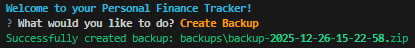 Welcome to your Personal Finance Tracker!
? What would you like to do? Create Backup
Successfully created backup: backups\backup-2025-12-26-15-22-58.zip